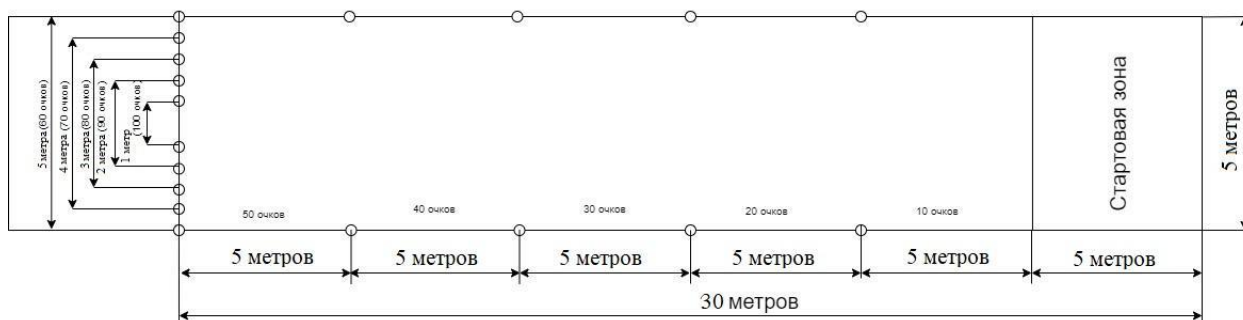 5 метра (60 очков)
4 метра (70 очков)
3 метра (80 очков)
2 метра (90 очков)
1 метр
(100 очков)
50 очков
40 очков
30 очков
20 очков
10 очков
Стартовая зона
5 метров
5 метров
5 метров
5 метров
5 метров
5 метров
5 метров
30 метров